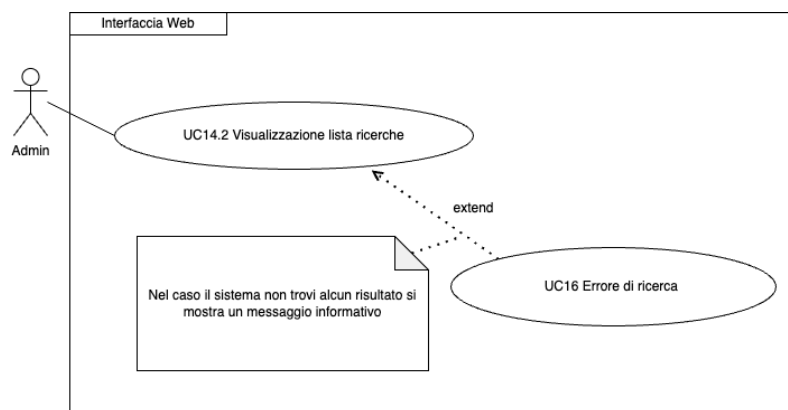 Interfaccia Web
Admin
UC14.2 Visualizzazione lista ricerche
extend
Nel caso il sistema non trovi alcun risultato si
mostra un messaggio informativo
UC16 Errore di ricerca